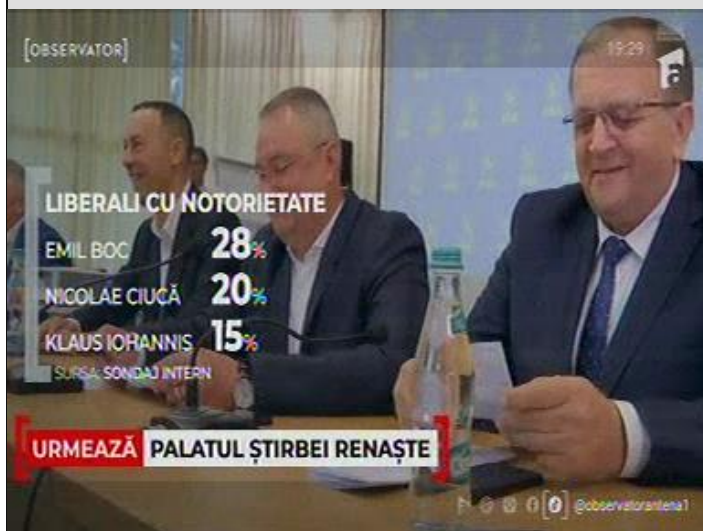 [OBSERVATOR]
19:29
a
LIBERALI CU NOTORIETATE
EMIL BOC 28%
NICOLAE CIUCĂ 20%
KLAUS IOHANNIS 15%
SURSA: SONDAJ INTERN
URMEAZĂ PALATUL ȘTIRBEI RENAȘTE
@observatorantena1